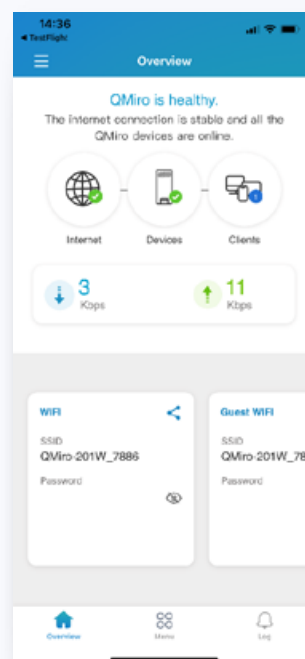 14:36
◀ TestFlight
Overview
QMiro is healthy.
The internet connection is stable and all the
QMiro devices are online.
Internet
Devices
Clients
3
Kbps
11
Kbps
WiFi
SSID
QMiro-201W_7886
Password
Guest WiFi
SSID
QMiro-201W_78
Password
Overview
Menu
Log